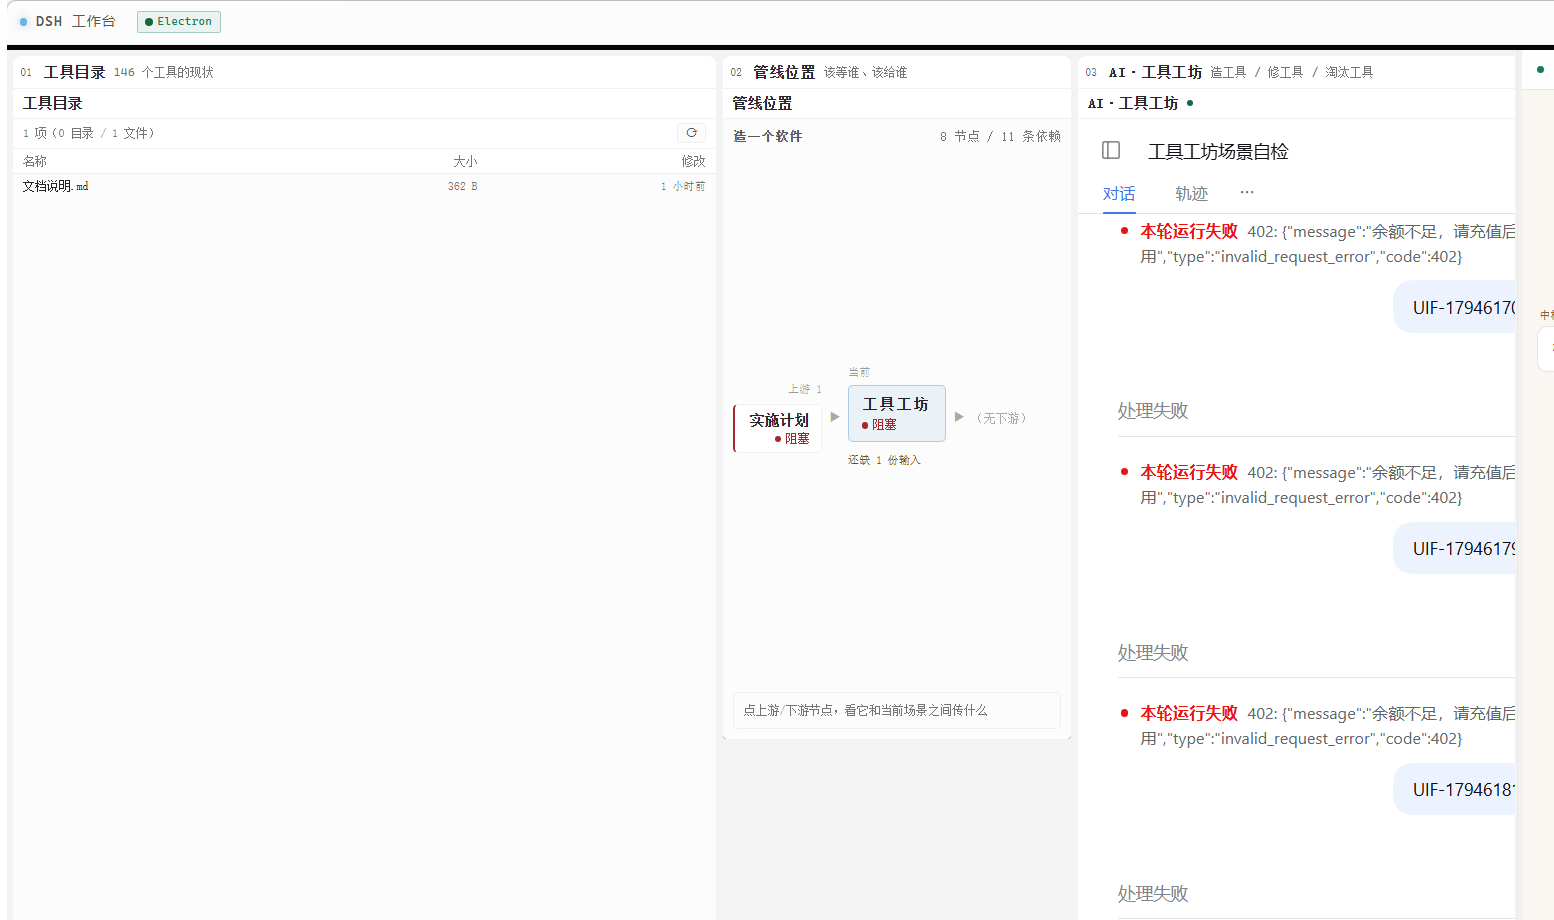 DSH 工作台 Electron
01 工具目录 146 个工具的现状
工具目录
1 项 (0 目录 / 1 文件)
名称 大小 修改
文档说明.md 362 B 1 小时前
02 管线位置 该等谁、该给谁
管线位置
造一个软件 8 节点 / 11 条依赖
当前
上游 1
实施计划
阻塞
工具工坊
阻塞
(无下游)
还缺 1 份输入
点上游/下游节点，看它和当前场景之间传什么
03 AI · 工具工坊 造工具 / 修工具 / 淘汰工具
AI · 工具工坊
工具工坊场景自检
对话 轨迹 ...
本轮运行失败 402: {"message":"余额不足，请充值后
用","type":"invalid_request_error","code":402}
UIF-1794617
处理失败
本轮运行失败 402: {"message":"余额不足，请充值后
用","type":"invalid_request_error","code":402}
UIF-1794617
处理失败
本轮运行失败 402: {"message":"余额不足，请充值后
用","type":"invalid_request_error","code":402}
UIF-1794618
处理失败